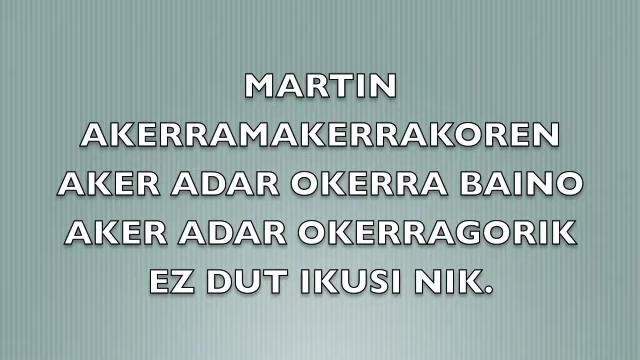 MARTIN
AKERRAMAKERRAKOREN
AKER ADAR OKERRA BAINO
AKER ADAR OKERRAGORIK
EZ DUT IKUSI NIK.